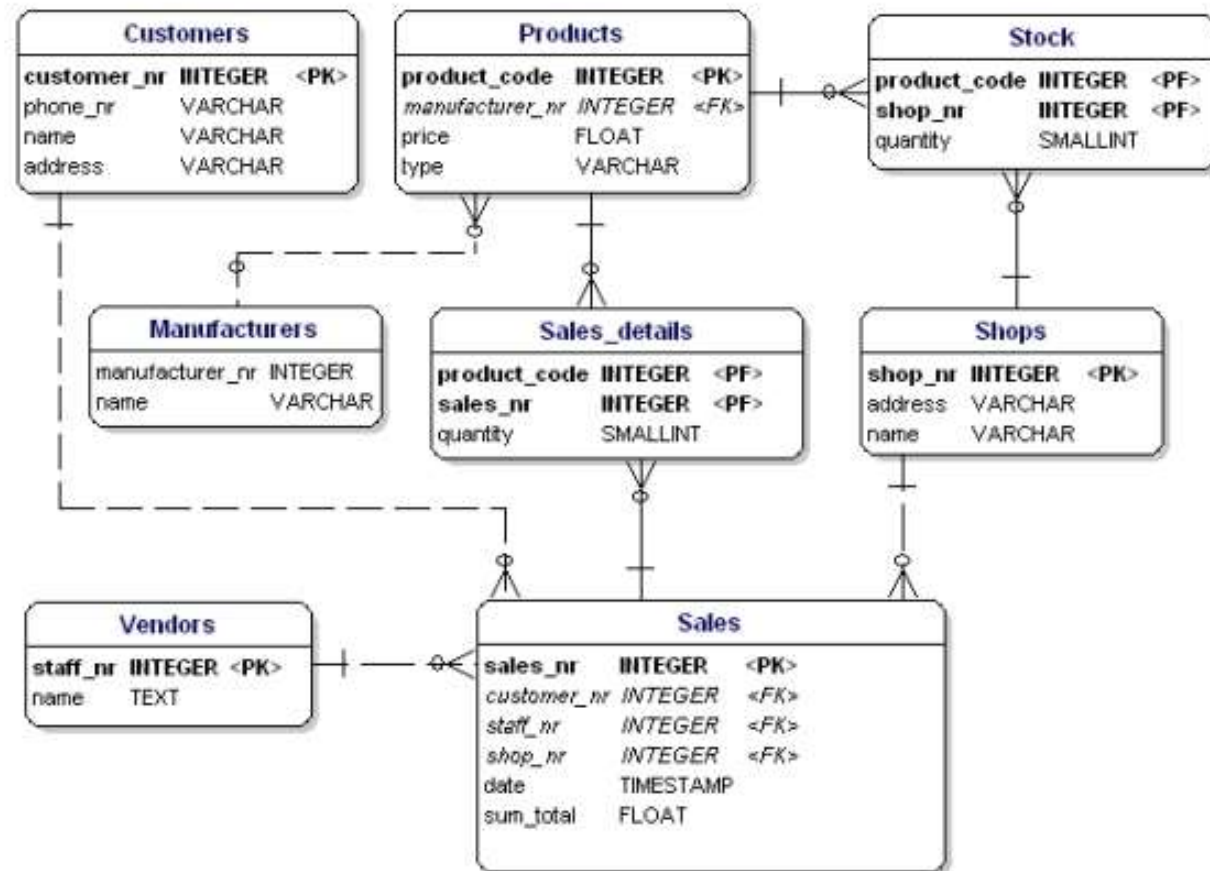 Customers
customer_nr INTEGER <PK>
phone_nr VARCHAR
name VARCHAR
address VARCHAR
Products
product_code INTEGER <PK>
manufacturer_nr INTEGER <FK>
price FLOAT
type VARCHAR
Stock
product_code INTEGER <PF>
shop_nr INTEGER <PF>
quantity SMALLINT
Manufacturers
manufacturer_nr INTEGER
name VARCHAR
Sales_details
product_code INTEGER <PF>
sales_nr INTEGER <PF>
quantity SMALLINT
Shops
shop_nr INTEGER <PK>
address VARCHAR
name VARCHAR
Vendors
staff_nr INTEGER <PK>
name TEXT
Sales
sales_nr INTEGER <PK>
customer_nr INTEGER <FK>
staff_nr INTEGER <FK>
shop_nr INTEGER <FK>
date TIMESTAMP
sum_total FLOAT